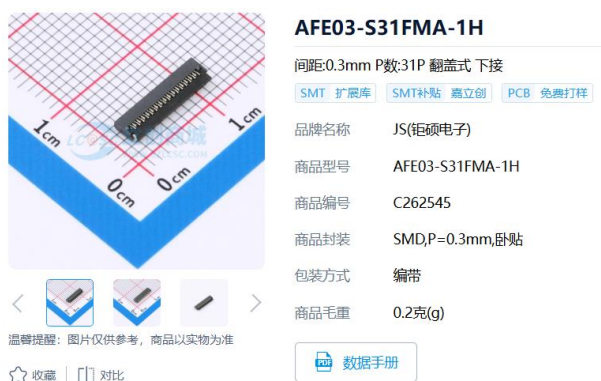 AFE03-S31FMA-1H
间距:0.3mm P数:31P 翻盖式 下接
SMT 扩展库 SMT补贴 嘉立创 PCB 免费打样
品牌名称 JS(钜硕电子)
商品型号 AFE03-S31FMA-1H
商品编号 C262545
商品封装 SMD,P=0.3mm,卧贴
包装方式 编带
商品毛重 0.2克(g)
PDF 数据手册
1cm
1cm
0cm
0cm
温馨提醒：图片仅供参考，商品以实物为准
收藏 对比